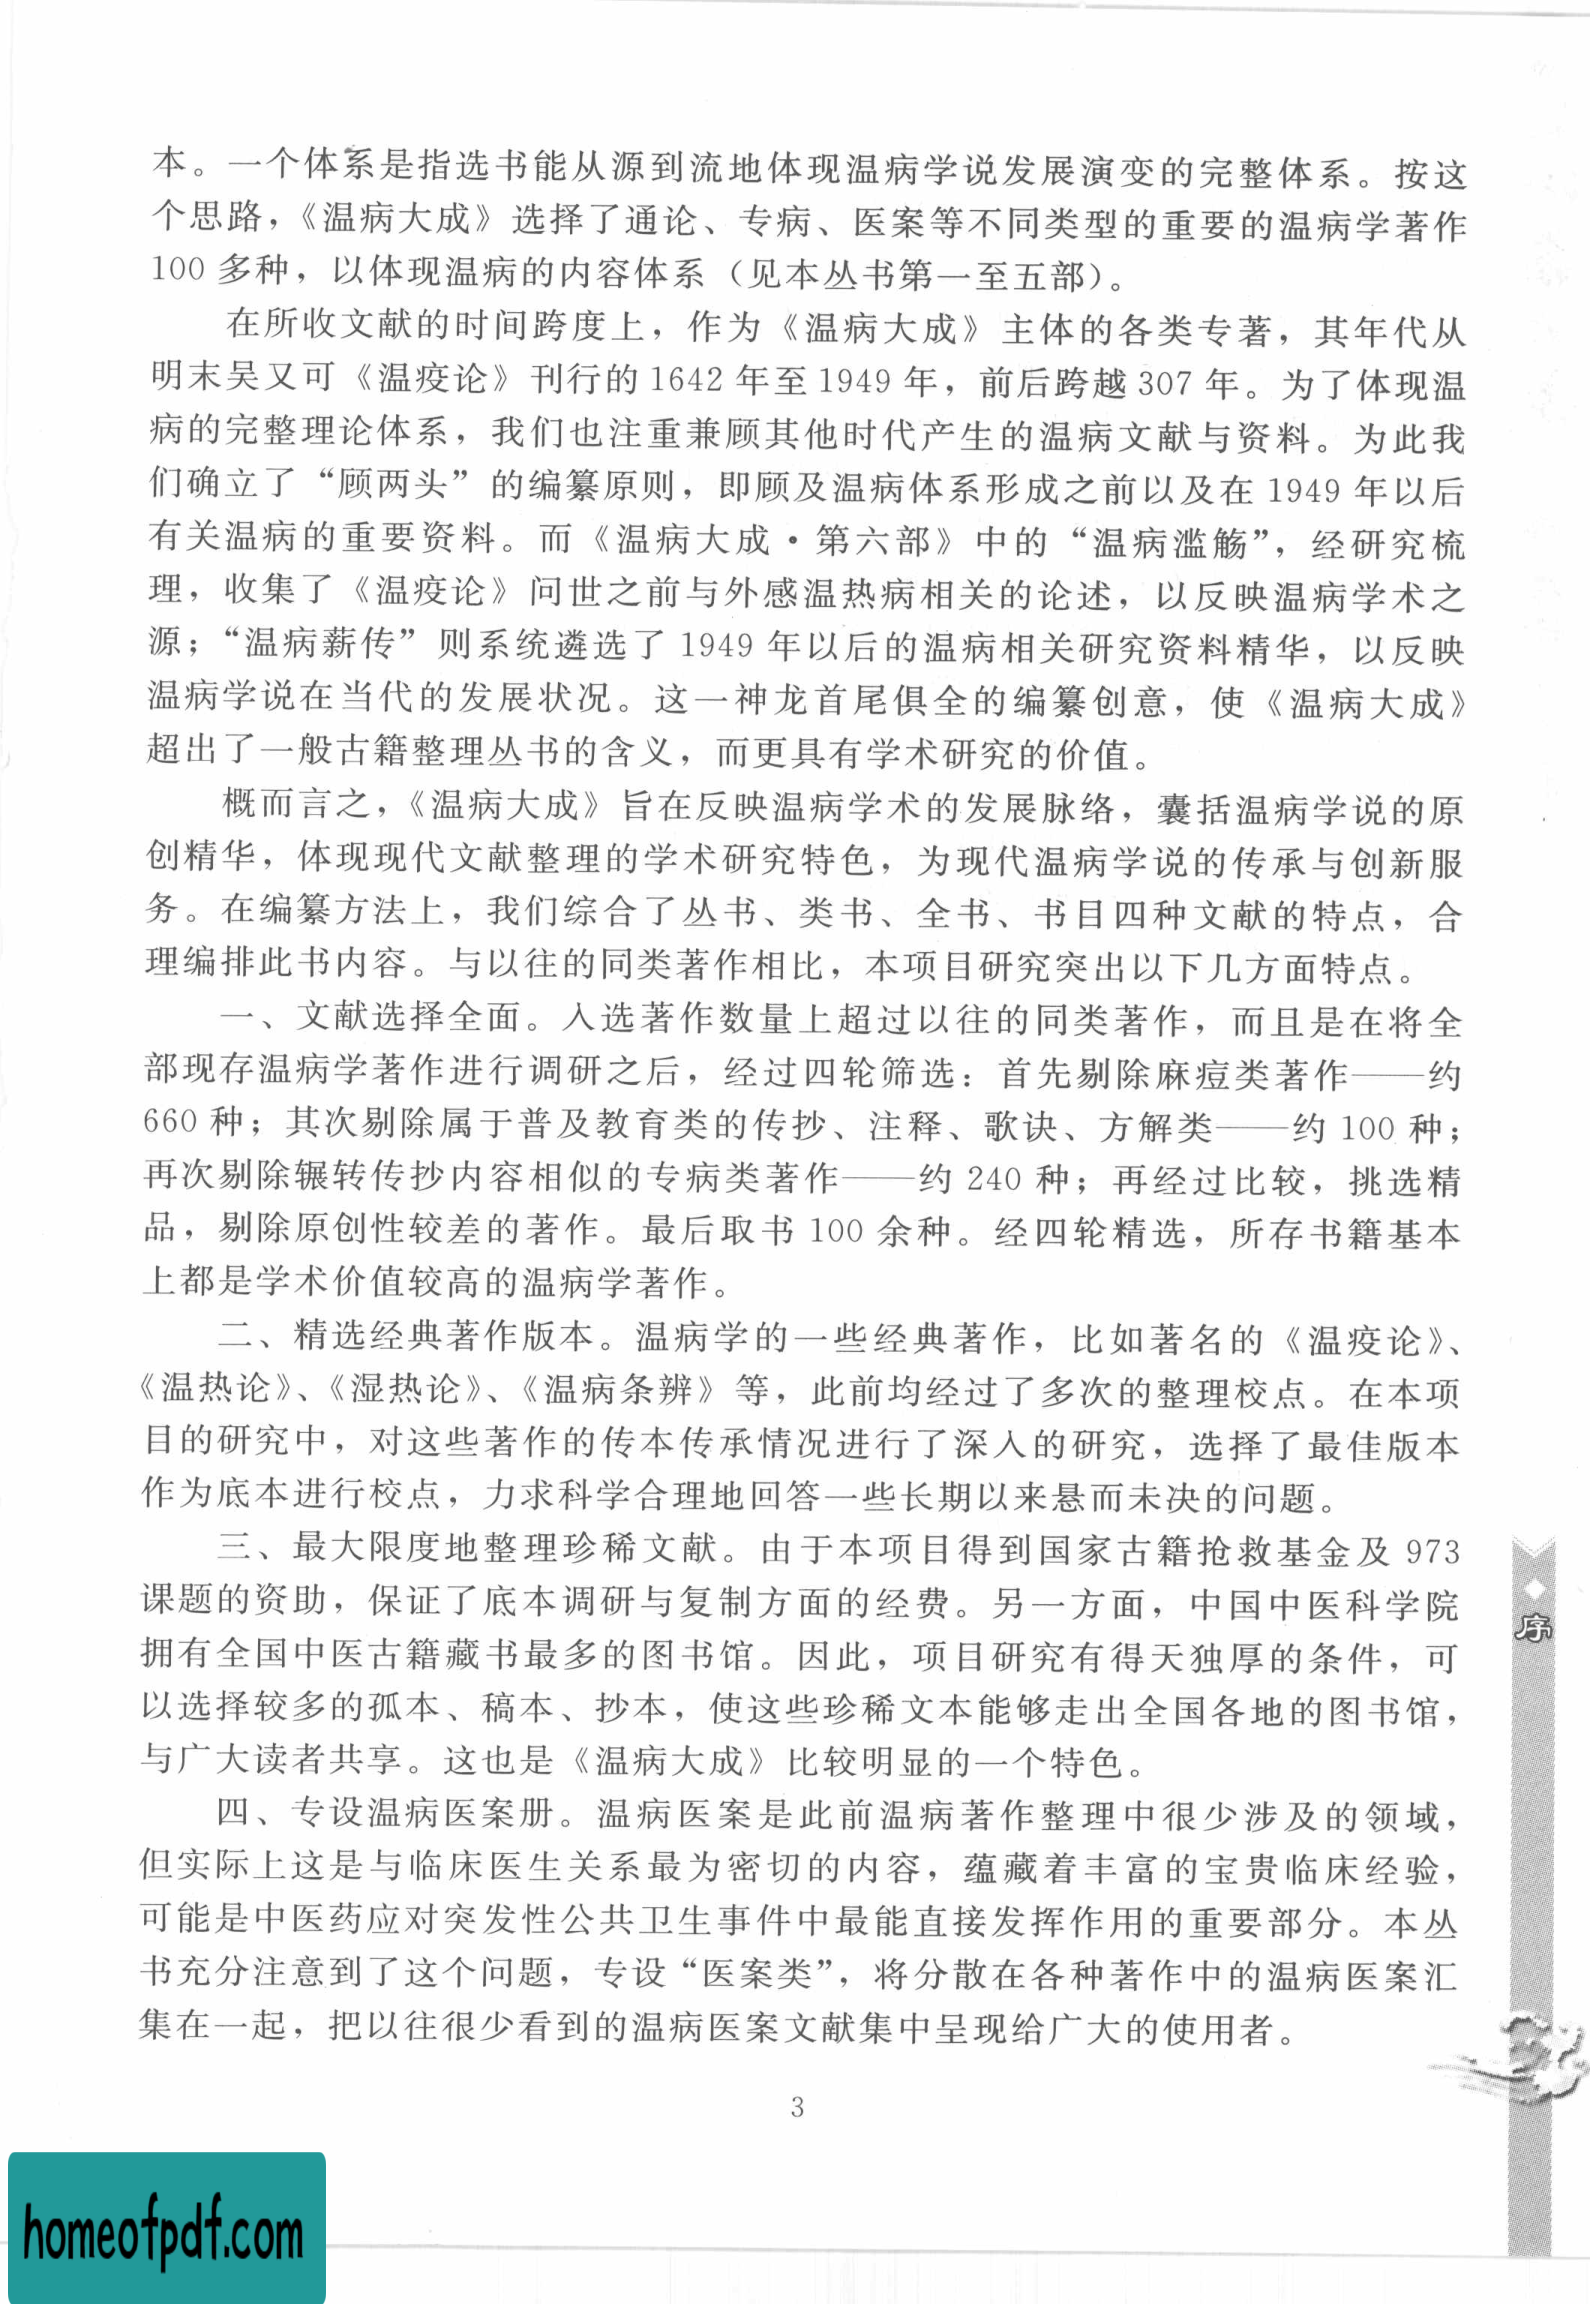 本。一个体系是指选书能从源到流地体现温病学说发展演变的完整体系。按这
个思路，《温病大成》选择了通论、专病、医案等不同类型的重要的温病学著作
100 多种，以体现温病的内容体系（见本丛书第一至五部）。
在所收文献的时间跨度上，作为《温病大成》主体的各类专著，其年代从
明末吴又可《温疫论》刊行的 1642 年至 1949 年，前后跨越 307 年。为了体现温
病的完整理论体系，我们也注重兼顾其他时代产生的温病文献与资料。为此我
们确立了“顾两头”的编纂原则，即顾及温病体系形成之前以及在 1949 年以后
有关温病的重要资料。而《温病大成·第六部》中的“温病滥觞”，经研究梳
理，收集了《温疫论》问世之前与外感温热病相关的论述，以反映温病学术之
源；“温病薪传”则系统遴选了 1949 年以后的温病相关研究资料精华，以反映
温病学说在当代的发展状况。这一神龙首尾俱全的编纂创意，使《温病大成》
超出了一般古籍整理丛书的含义，而更具有学术研究的价值。
概而言之，《温病大成》旨在反映温病学术的发展脉络，囊括温病学说的原
创精华，体现现代文献整理的学术研究特色，为现代温病学说的传承与创新服
务。在编纂方法上，我们综合了丛书、类书、全书、书目四种文献的特点，合
理编排此书内容。与以往的同类著作相比，本项目研究突出以下几方面特点。
一、文献选择全面。入选著作数量上超过以往的同类著作，而且是在将全
部现存温病学著作进行调研之后，经过四轮筛选：首先剔除麻痘类著作——约
660 种；其次剔除属于普及教育类的传抄、注释、歌诀、方解类——约 100 种；
再次剔除辗转传抄内容相似的专病类著作——约 240 种；再经过比较，挑选精
品，剔除原创性较差的著作。最后取书 100 余种。经四轮精选，所存书籍基本
上都是学术价值较高的温病学著作。
二、精选经典著作版本。温病学的一些经典著作，比如著名的《温疫论》、
《温热论》、《湿热论》、《温病条辨》等，此前均经过了多次的整理校点。在本项
目的研究中，对这些著作的传本传承情况进行了深入的研究，选择了最佳版本
作为底本进行校点，力求科学合理地回答一些长期以来悬而未决的问题。
三、最大限度地整理珍稀文献。由于本项目得到国家古籍抢救基金及 973
课题的资助，保证了底本调研与复制方面的经费。另一方面，中国中医科学院
拥有全国中医古籍藏书最多的图书馆。因此，项目研究有得天独厚的条件，可
以选择较多的孤本、稿本、抄本，使这些珍稀文本能够走出全国各地的图书馆，
与广大读者共享。这也是《温病大成》比较明显的一个特色。
四、专设温病医案册。温病医案是此前温病著作整理中很少涉及的领域，
但实际上这是与临床医生关系最为密切的内容，蕴藏着丰富的宝贵临床经验，
可能是中医药应对突发性公共卫生事件中最能直接发挥作用的重要部分。本丛
书充分注意到了这个问题，专设“医案类”，将分散在各种著作中的温病医案汇
集在一起，把以往很少看到的温病医案文献集中呈现给广大的使用者。
序
3
homeofpdf.com